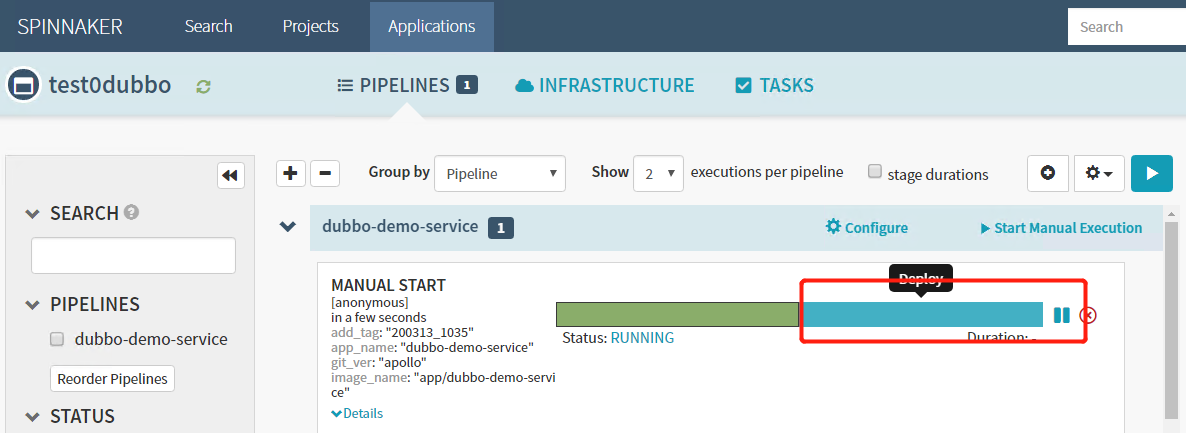 SPINNAKER Search Projects Applications Search
test0dubbo PIPELINES 1 INFRASTRUCTURE TASKS
Group by Pipeline Show 2 executions per pipeline stage durations
SEARCH ?
PIPELINES
dubbo-demo-service
Reorder Pipelines
STATUS
dubbo-demo-service 1 Configure Start Manual Execution
Deploy
MANUAL START
[anonymous]
in a few seconds
add_tag: "200313_1035"
app_name: "dubbo-demo-service"
git_ver: "apollo"
image_name: "app/dubbo-demo-servi
ce"
Details
Status: RUNNING Duration: -